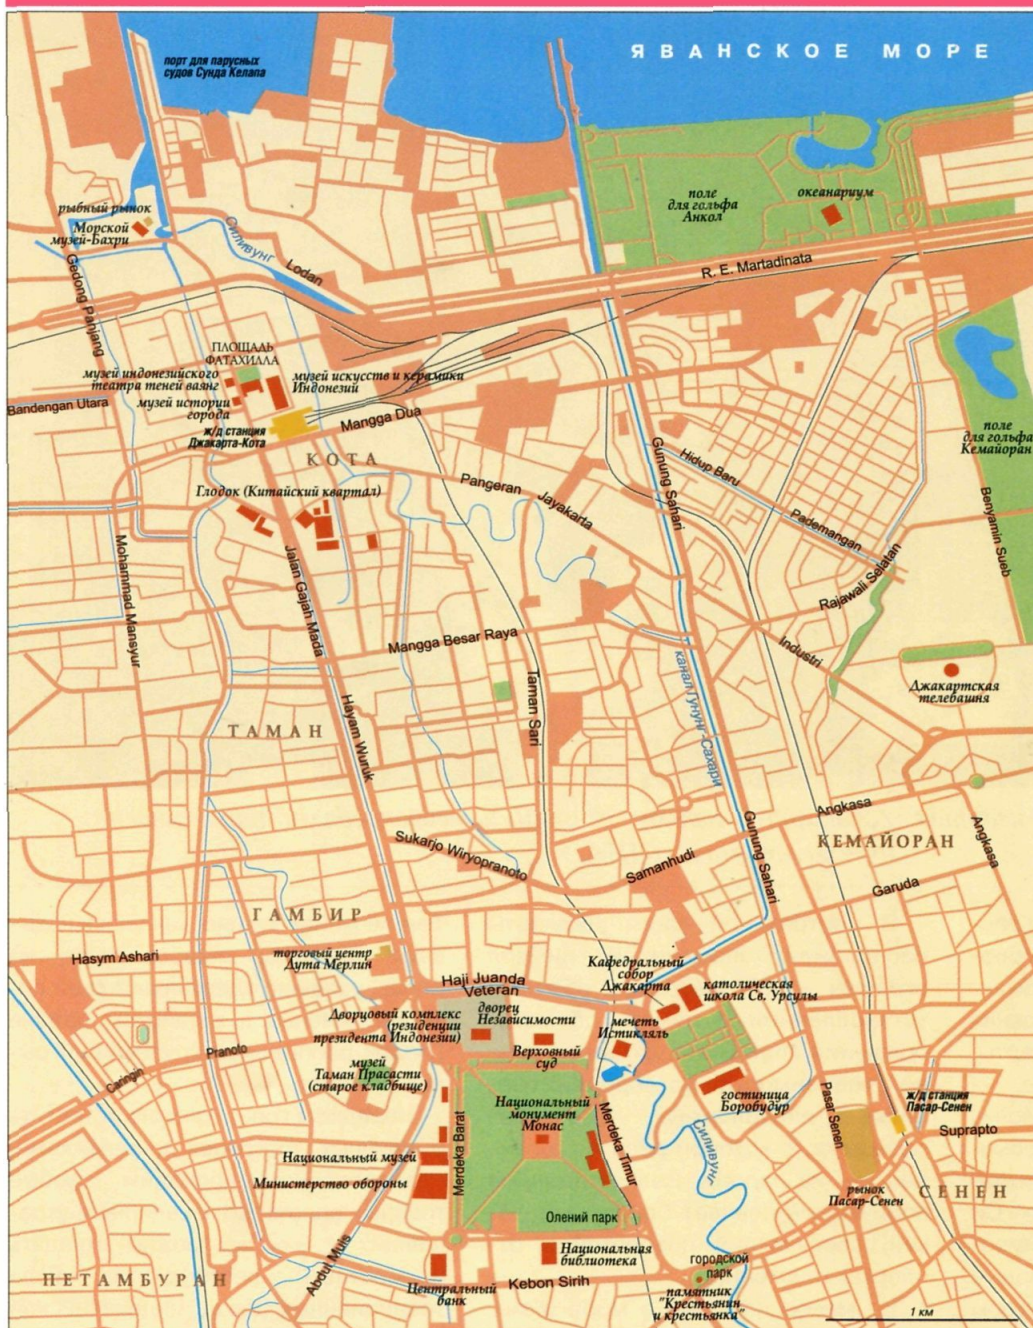 ЯВАНСКОЕ МОРЕ
порт для парусных
судов Сунда Келапа
рыбный рынок
Морской
музей-Бахри
Силивунг
Lodan
Gedong Panjang
поле
для гольфа
Анкол
океанариум
R. E. Martadinata
ПЛОЩАДЬ
ФАТАХИЛЛА
музей индонезийского
театра теней ваянг
музей истории
города
музей искусств и керамики
Индонезий
Bandengan Utara
ж/д станция
Джакарта-Кота
Mangga Dua
КОТА
поле
для гольфа
Кемайоран
Gunung Sahari
Hidup Baru
Pangeran
Jayakarta
Глодок (Китайский квартал)
Pademangan
Benyamin Sueb
Mohammad Mansyur
Jalan Gajah Mada
Rajawali Selatan
Mangga Besar Raya
Industri
Taman Sari
канал Гунунг-Сахари
Джакартская
телебашня
ТАМАН
Hayam Wuruk
Angkasa
Gunung Sahari
КЕМАЙОРАН
Angkasa
Sukarjo Wiryopranoto
Samanhudi
Garuda
ГАМБИР
Hasym Ashari
торговый центр
Дута Мерлин
Haji Juanda
Veteran
Кафедральный
собор
Джакарта
католическая
школа Св. Урсулы
Дворцовый комплекс
(резиденции
президента Индонезии)
дворец
Независимости
мечеть
Истикляль
Верховный
суд
Pranoto
Caringin
музей
Таман Прасасти
(старое кладбище)
Национальный
монумент
Монас
гостиница
Боробудур
Pasar Senen
ж/д станция
Пасар-Сенен
Suprapto
Merdeka Barat
Merdeka Timur
Силивунг
Национальный музей
Министерство обороны
рынок
Пасар-Сенен
СЕНЕН
Олений парк
Abdul Muis
Национальная
библиотека
городской
парк
ПЕТАМБУРАН
Центральный
банк
Kebon Sirih
памятник
"Крестьянин
и крестьянка"
1 км